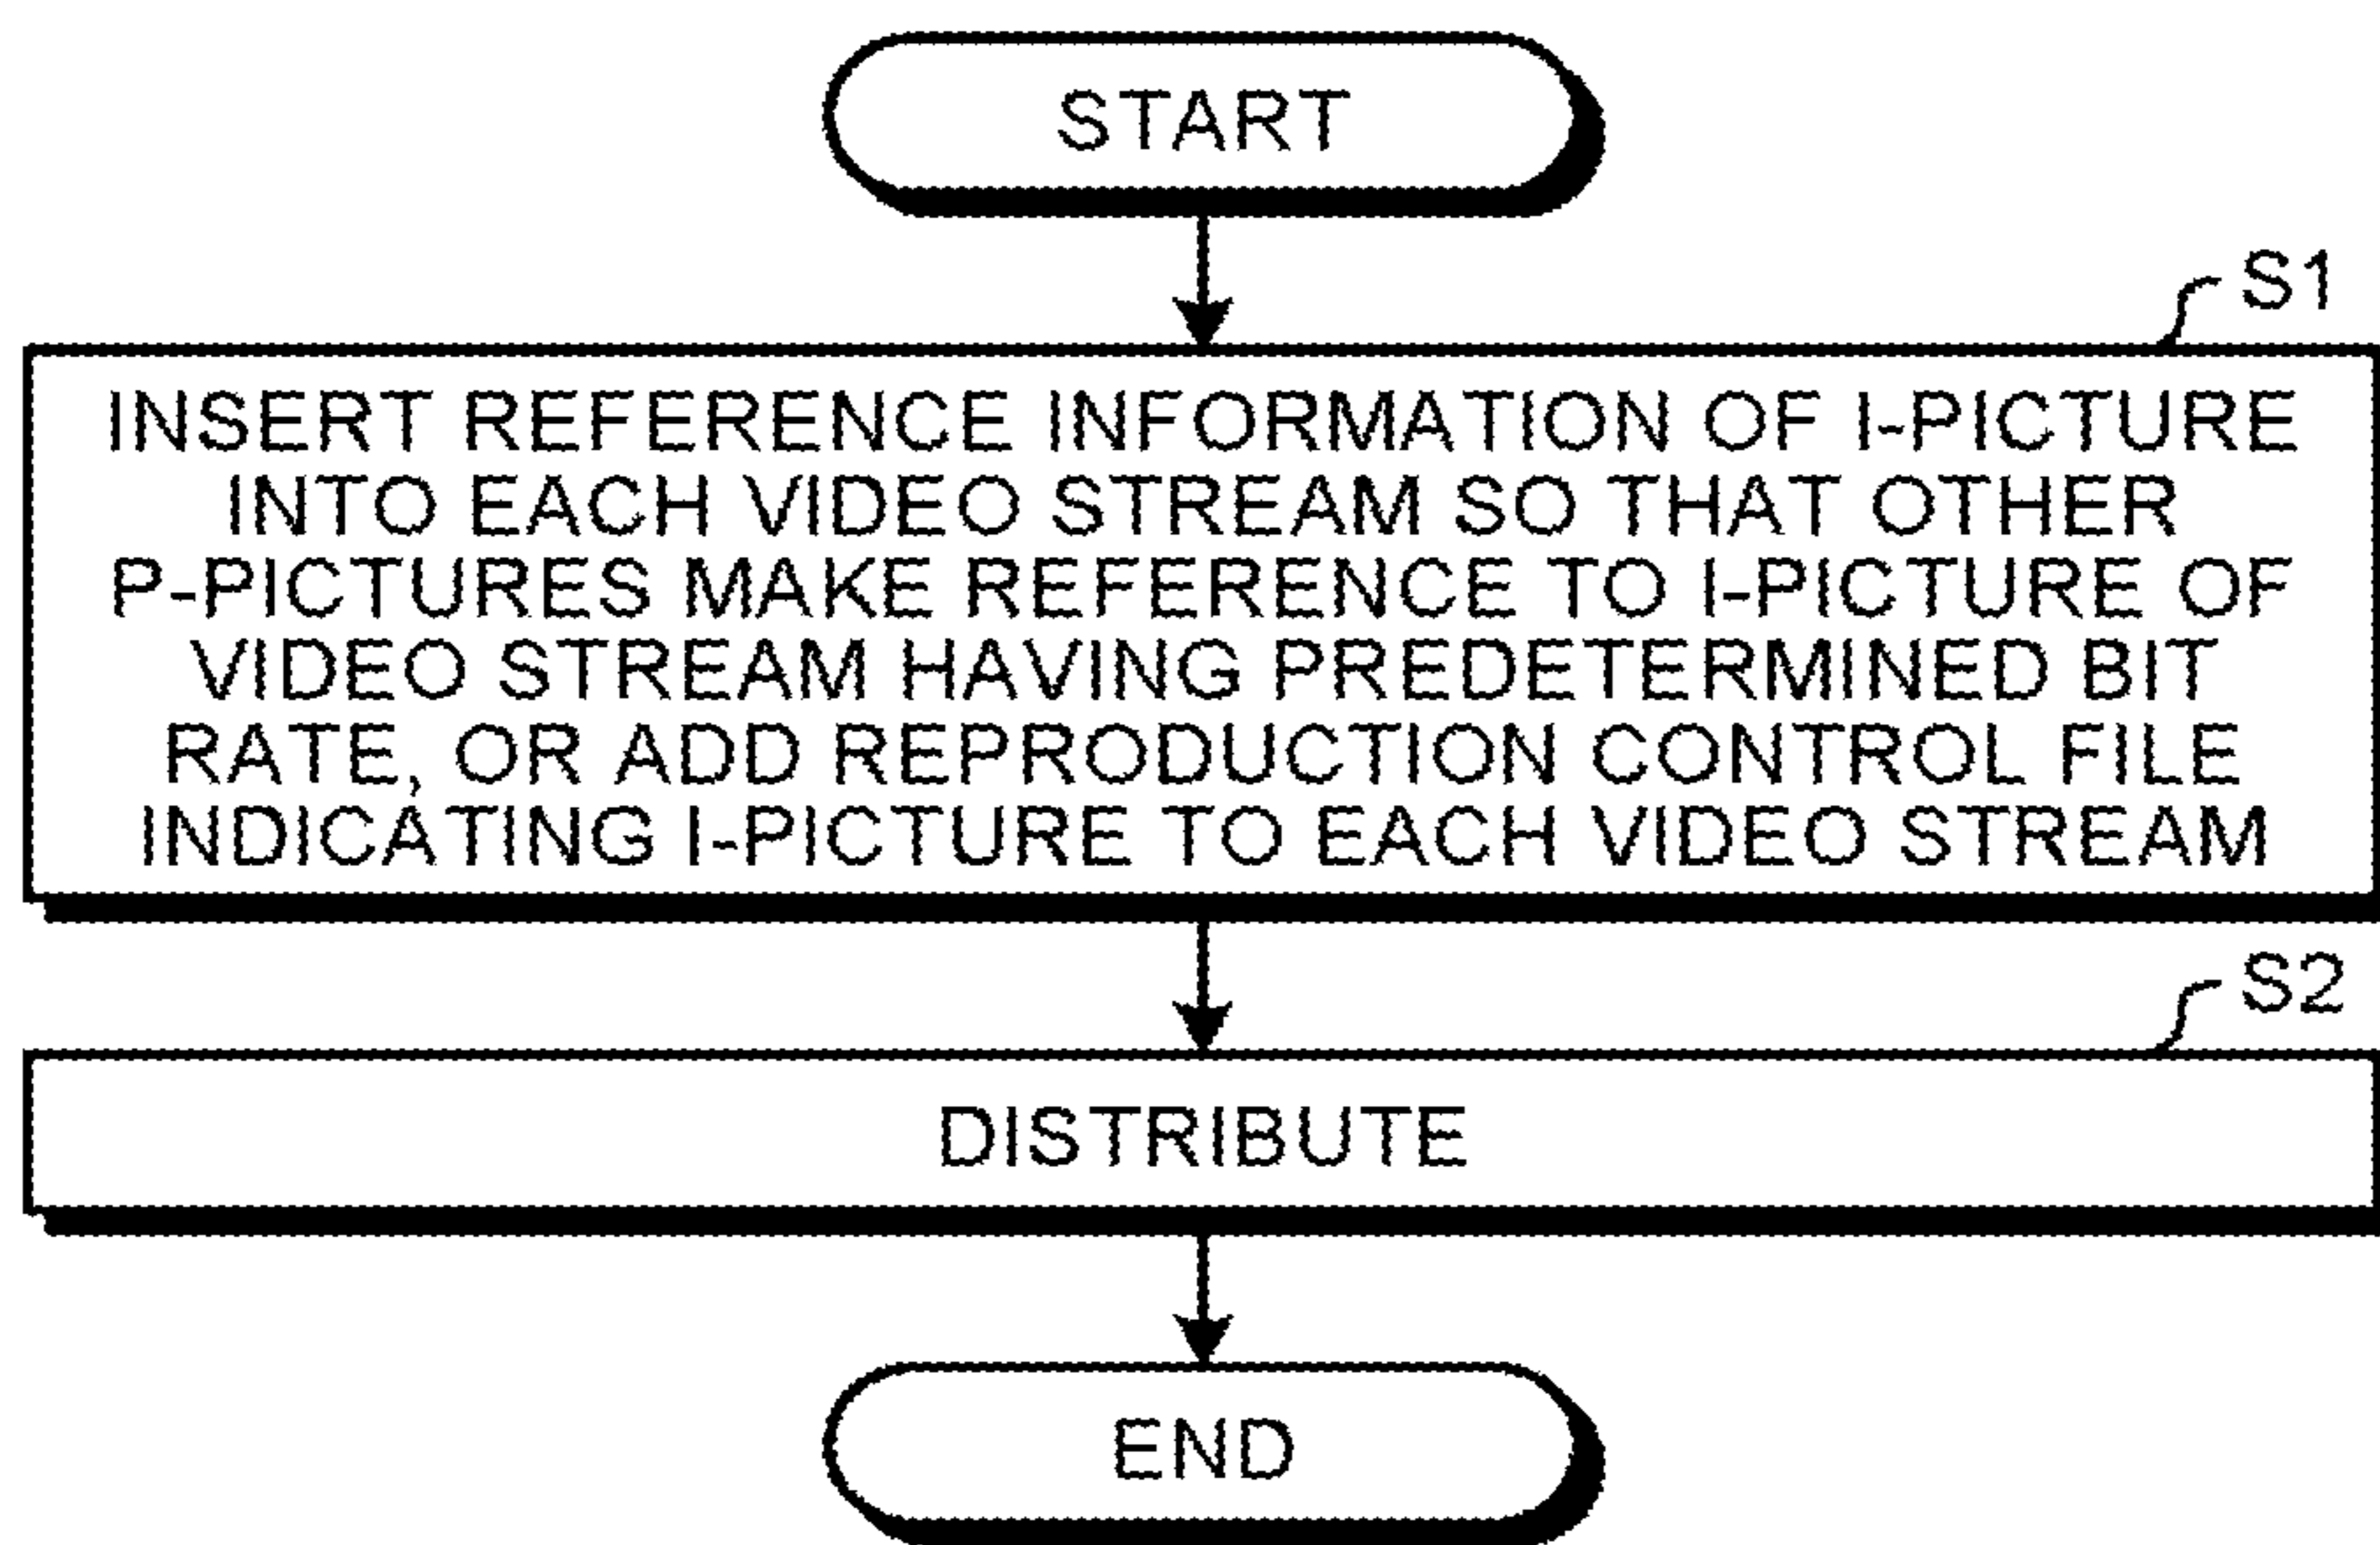 START
S1
INSERT REFERENCE INFORMATION OF I-PICTURE
INTO EACH VIDEO STREAM SO THAT OTHER
P-PICTURES MAKE REFERENCE TO I-PICTURE OF
VIDEO STREAM HAVING PREDETERMINED BIT
RATE, OR ADD REPRODUCTION CONTROL FILE
INDICATING I-PICTURE TO EACH VIDEO STREAM
S2
DISTRIBUTE
END